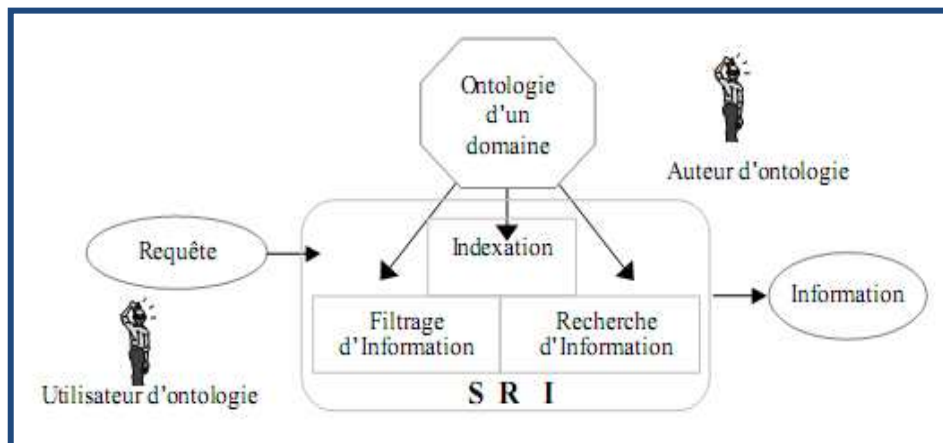 Ontologie
d'un
domaine
Auteur d'ontologie
Requête
Indexation
Information
Filtrage
d'Information
Recherche
d'Information
Utilisateur d'ontologie
S R I